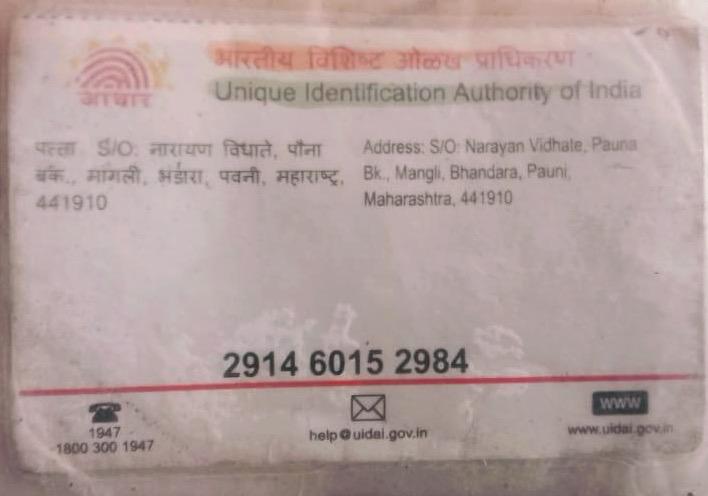 भारतीय विशिष्ट ओळख प्राधिकरण
आधार
Unique Identification Authority of India
पत्ता S/O: नारायण विधाते, पौना
बक., मांगली, भंडारा, पवनी, महाराष्ट्र,
441910
Address: S/O: Narayan Vidhate, Pauna
Bk., Mangli, Bhandara, Pauni,
Maharashtra, 441910
2914 6015 2984
1947
1800 300 1947
help@uidai.gov.in
WWW
www.uidai.gov.in